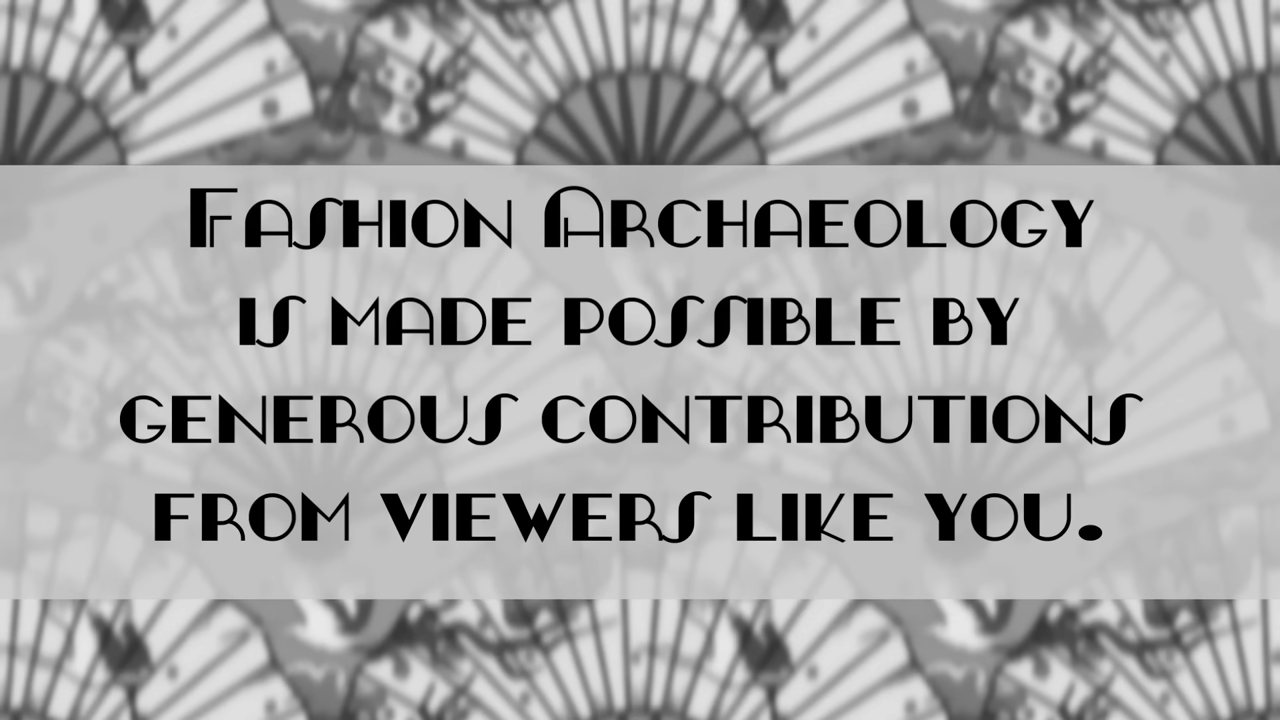 Fashion Archaeology
is made possible by
generous contributions
from viewers like you.